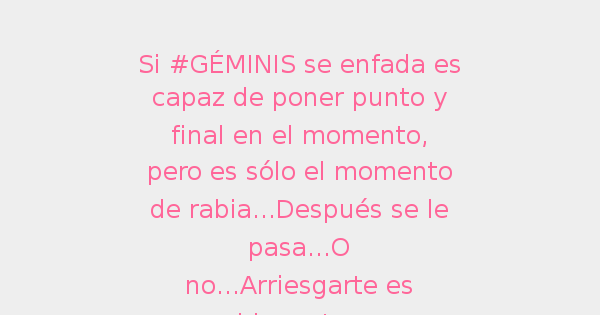 Si #GÉMINIS se enfada es
capaz de poner punto y
final en el momento,
pero es sólo el momento
de rabia...Después se le
pasa...O
no...Arriesgarte es